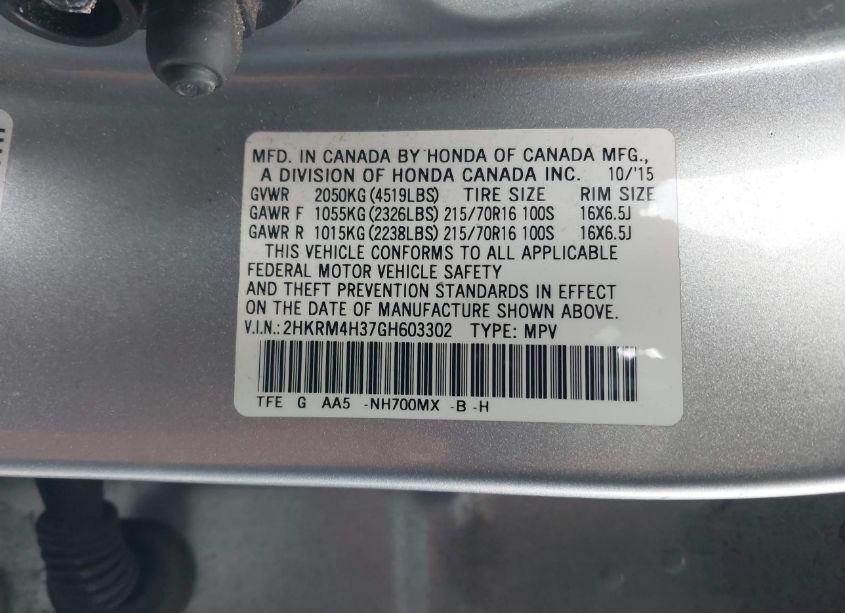 MFD. IN CANADA BY HONDA OF CANADA MFG.,
A DIVISION OF HONDA CANADA INC. 10/'15
GVWR 2050KG (4519LBS) TIRE SIZE RIM SIZE
GAWR F 1055KG (2326LBS) 215/70R16 100S 16X6.5J
GAWR R 1015KG (2238LBS) 215/70R16 100S 16X6.5J
THIS VEHICLE CONFORMS TO ALL APPLICABLE
FEDERAL MOTOR VEHICLE SAFETY
AND THEFT PREVENTION STANDARDS IN EFFECT
ON THE DATE OF MANUFACTURE SHOWN ABOVE.
V.I.N.: 2HKRM4H37GH603302 TYPE: MPV
TFE G AA5 -NH700MX -B -H